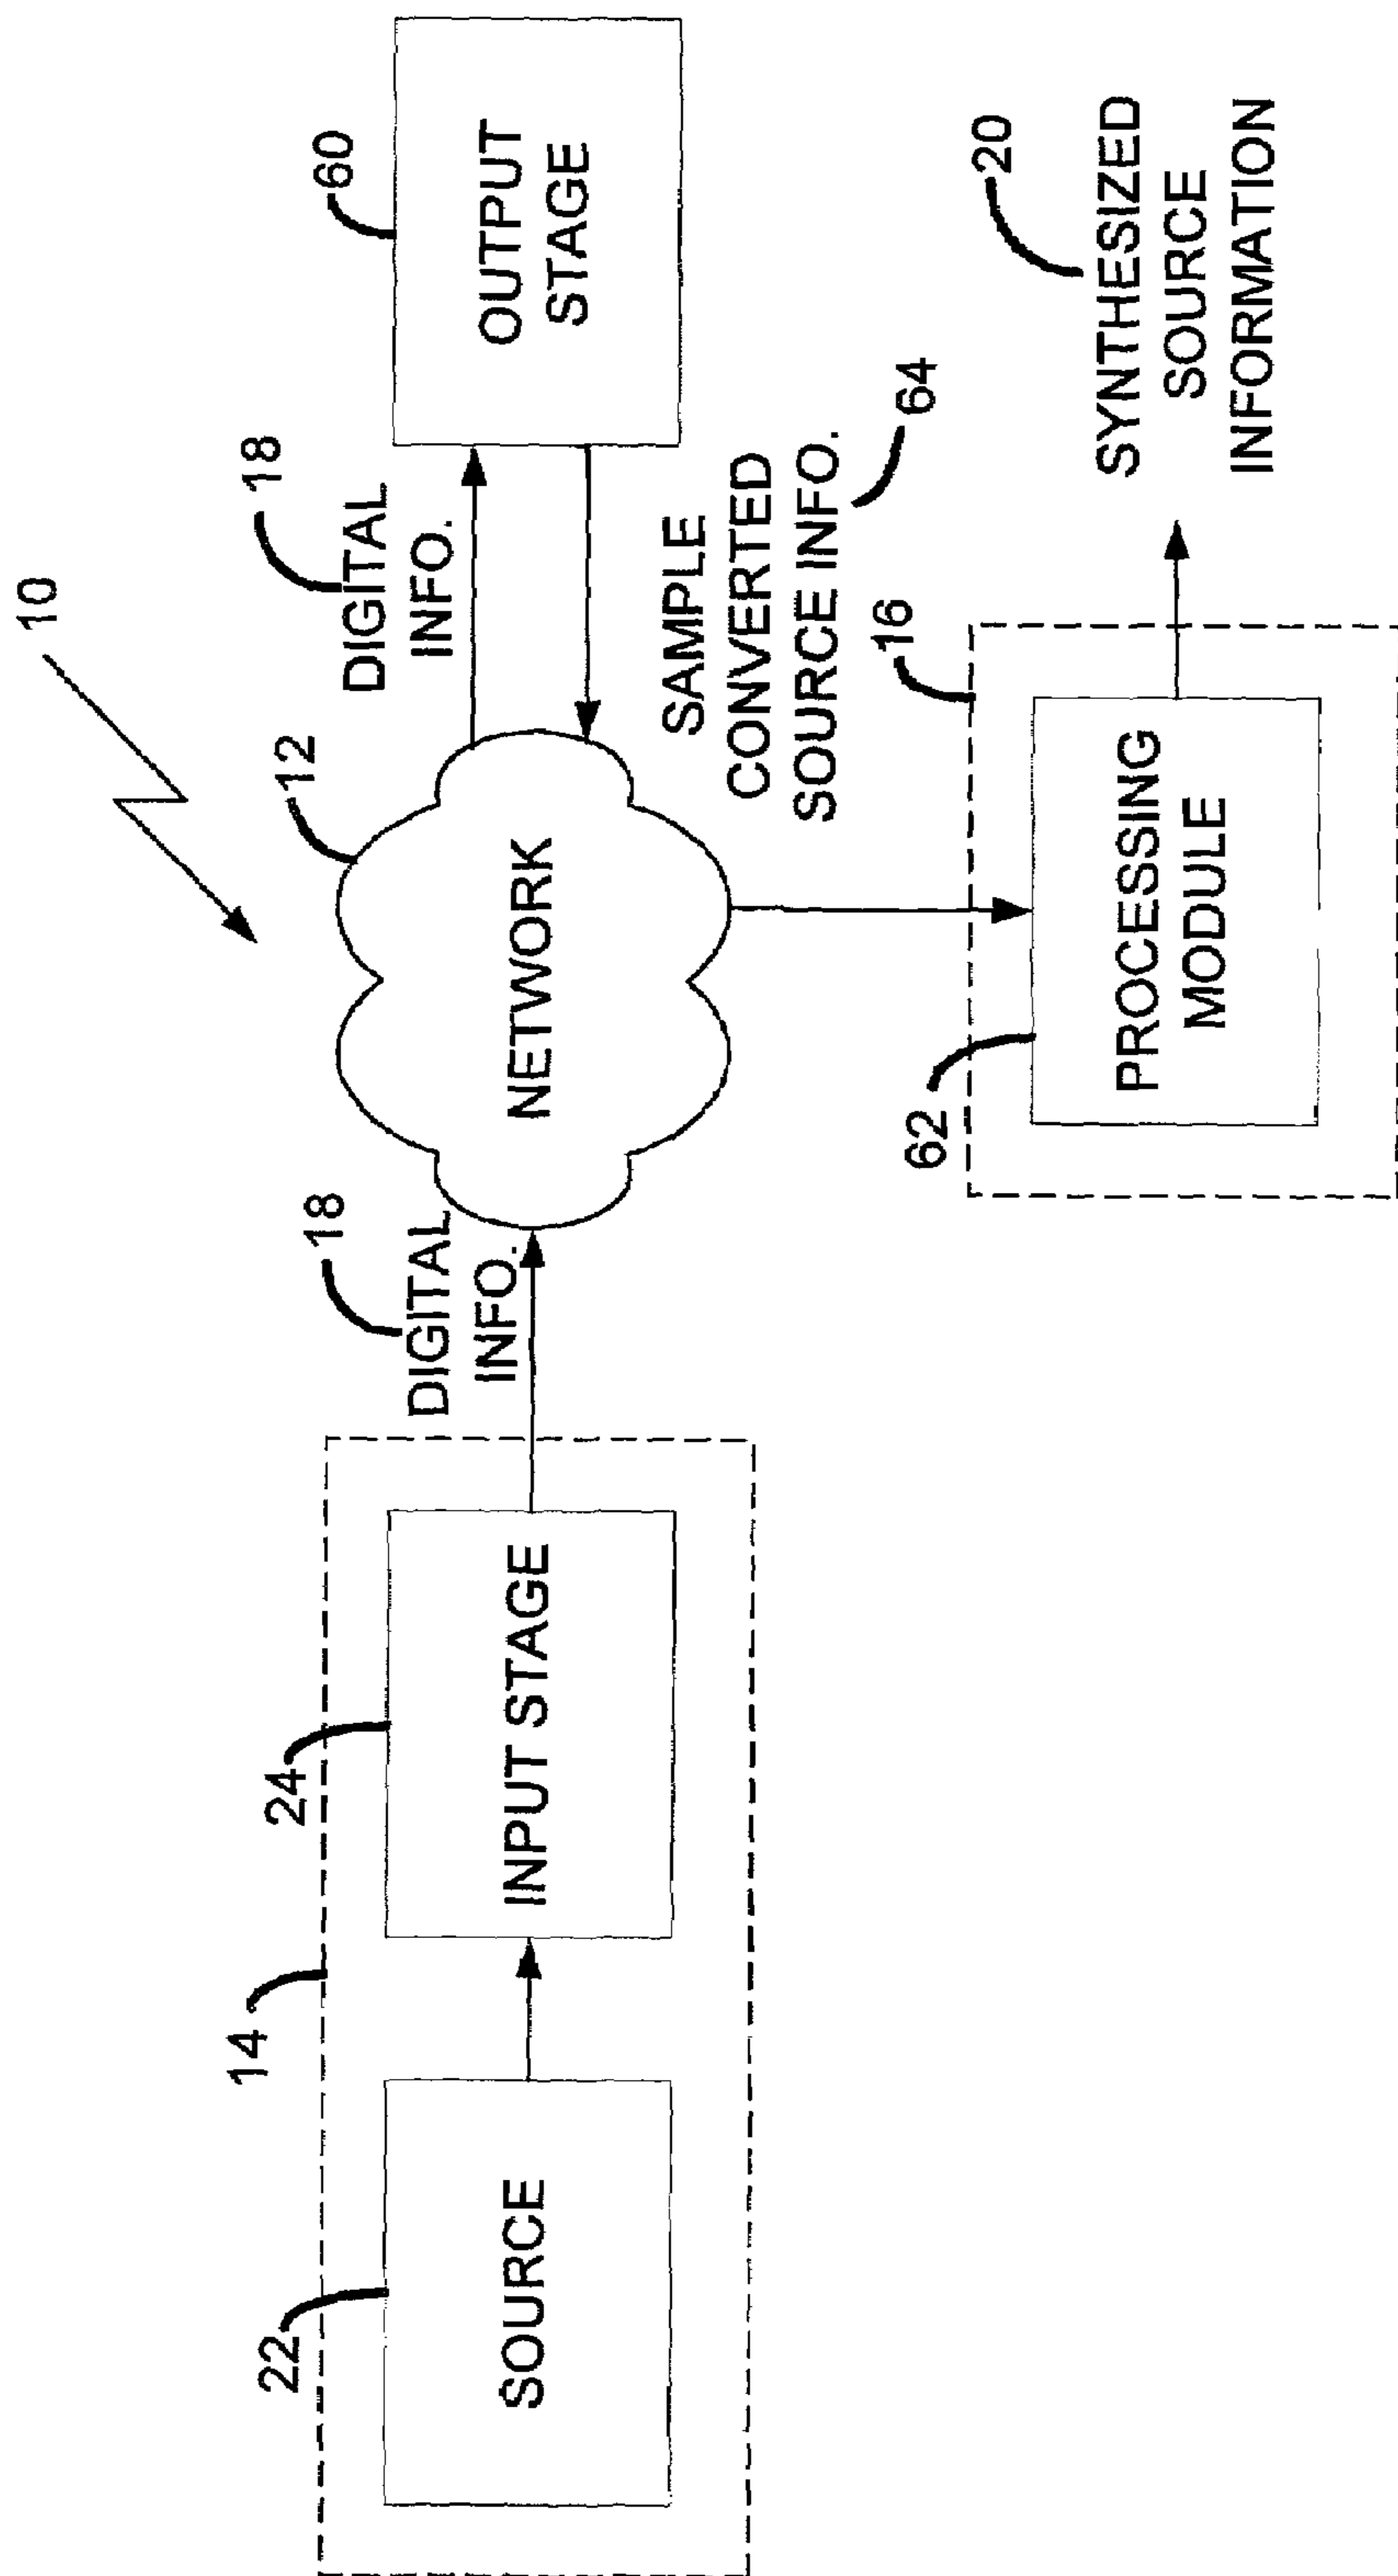 10
12
18
DIGITAL
INFO.
60
OUTPUT
STAGE
14
22
SOURCE
24
INPUT STAGE
18
DIGITAL
INFO.
NETWORK
SAMPLE
CONVERTED
SOURCE INFO.
64
62
PROCESSING
MODULE
16
20
SYNTHESIZED
SOURCE
INFORMATION